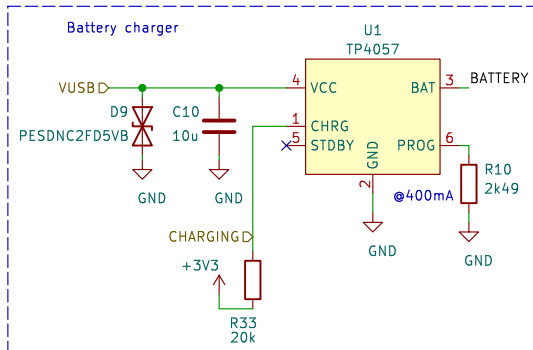 Battery charger
U1
TP4057
VUSB
4
VCC
BAT
3
BATTERY
D9
PESDNC2FD5VB
C10
10u
1
CHRG
5
STDBY
GND
PROG
6
2
R10
2k49
@400mA
GND
GND
GND
GND
CHARGING
+3V3
R33
20k